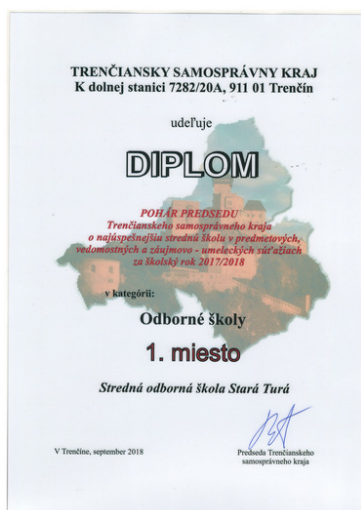 TRENČIANSKY SAMOSPRÁVNY KRAJ
K dolnej stanici 7282/20A, 911 01 Trenčín
udeľuje
DIPLOM
POHÁR PREDSEDU
Trenčianskeho samosprávneho kraja
o najúspešnejšiu strednú školu v predmetových,
vedomostných a záujmovo - umeleckých súťažiach
za školský rok 2017/2018
v kategórii:
Odborné školy
1. miesto
Stredná odborná škola Stará Turá
V Trenčíne, september 2018
Predseda Trenčianskeho
samosprávneho kraja